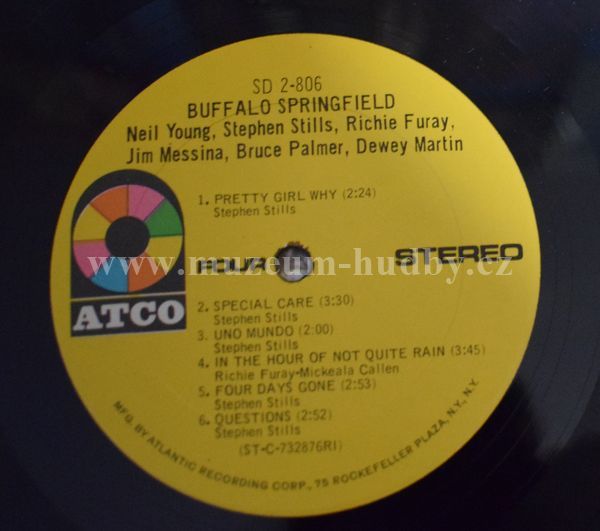 SD 2-806
BUFFALO SPRINGFIELD
Neil Young, Stephen Stills, Richie Furay,
Jim Messina, Bruce Palmer, Dewey Martin
1. PRETTY GIRL WHY (2:24)
Stephen Stills
ATCO
FOUR
STEREO
www.muzeum-hudby.cz
2. SPECIAL CARE (3:30)
Stephen Stills
3. UNO MUNDO (2:00)
Stephen Stills
4. IN THE HOUR OF NOT QUITE RAIN (3:45)
Richie Furay-Mickeala Callen
5. FOUR DAYS GONE (2:53)
Stephen Stills
6. QUESTIONS (2:52)
Stephen Stills
(ST-C-732876RI)
MFG. BY ATLANTIC RECORDING CORP., 75 ROCKEFELLER PLAZA, N.Y., N.Y.